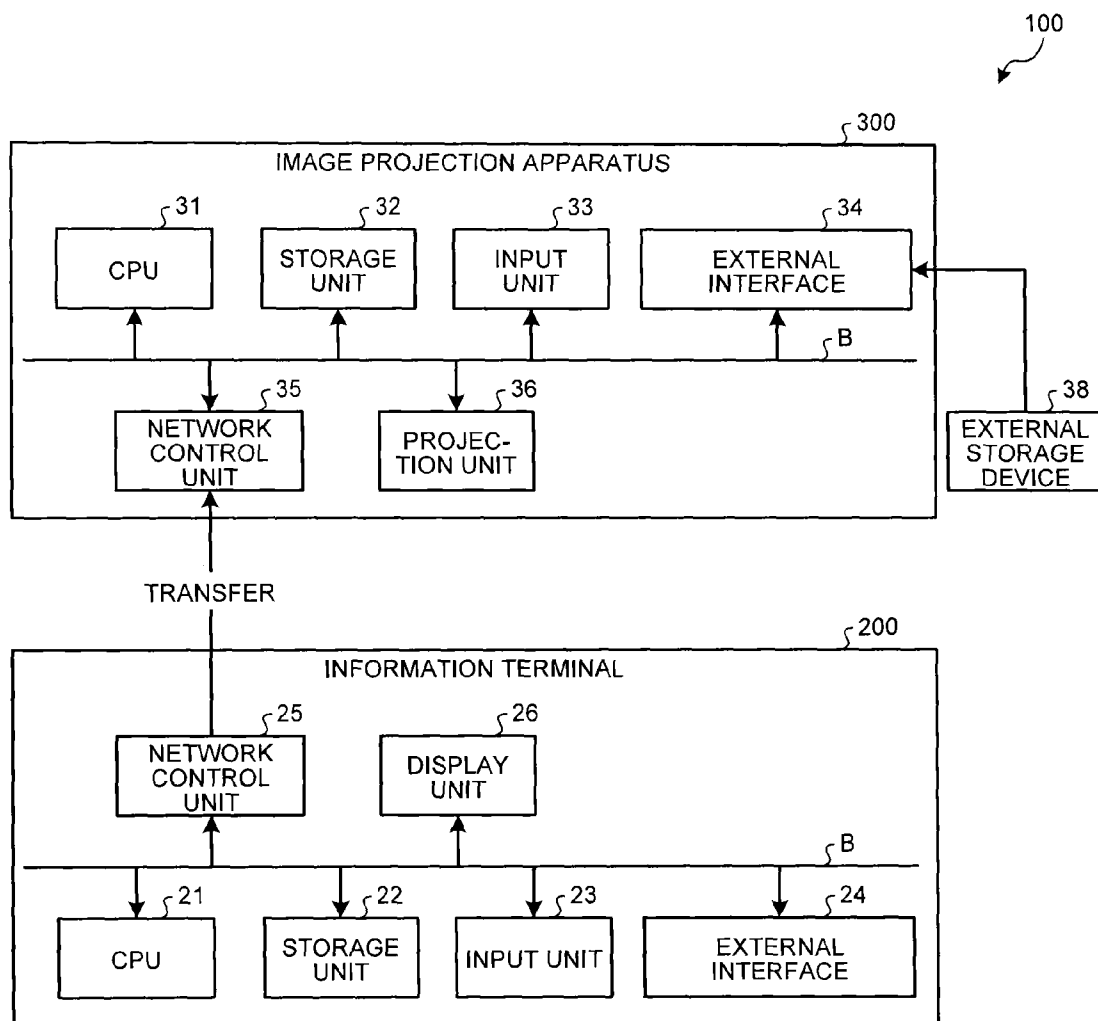 100
300
IMAGE PROJECTION APPARATUS
31
CPU
32
STORAGE
UNIT
33
INPUT
UNIT
34
EXTERNAL
INTERFACE
B
35
NETWORK
CONTROL
UNIT
36
PROJEC-
TION UNIT
38
EXTERNAL
STORAGE
DEVICE
TRANSFER
200
INFORMATION TERMINAL
25
NETWORK
CONTROL
UNIT
26
DISPLAY
UNIT
B
21
CPU
22
STORAGE
UNIT
23
INPUT UNIT
24
EXTERNAL
INTERFACE